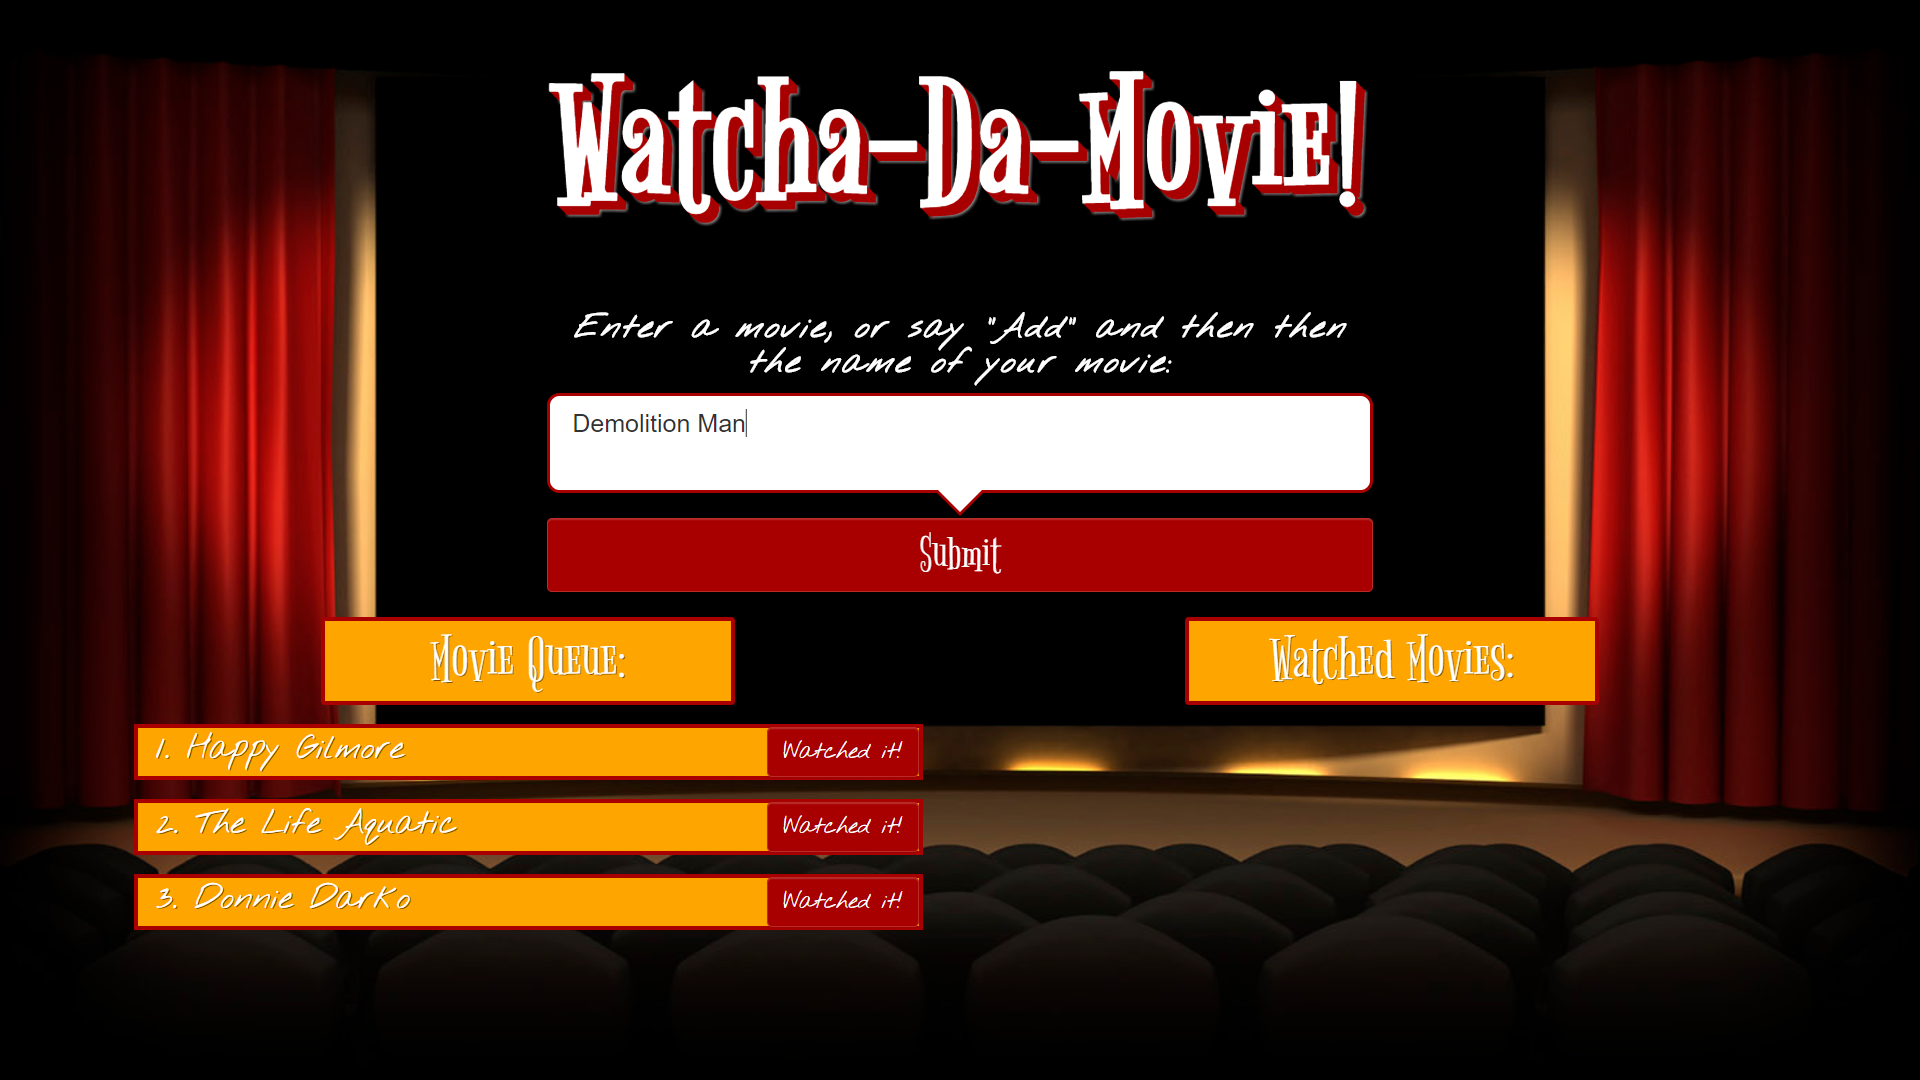 Watcha-Da-Movie!
Enter a movie, or say "Add" and then then
the name of your movie:
Demolition Man
Submit
Movie Queue:
Watched Movies:
1. Happy Gilmore
Watched it!
2. The Life Aquatic
Watched it!
3. Donnie Darko
Watched it!